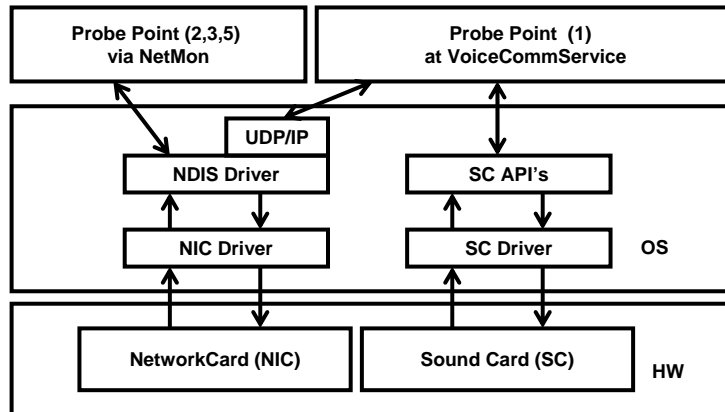 Probe Point (2,3,5)
via NetMon
Probe Point (1)
at VoiceCommService
UDP/IP
NDIS Driver
SC API's
NIC Driver
SC Driver
OS
NetworkCard (NIC)
Sound Card (SC)
HW